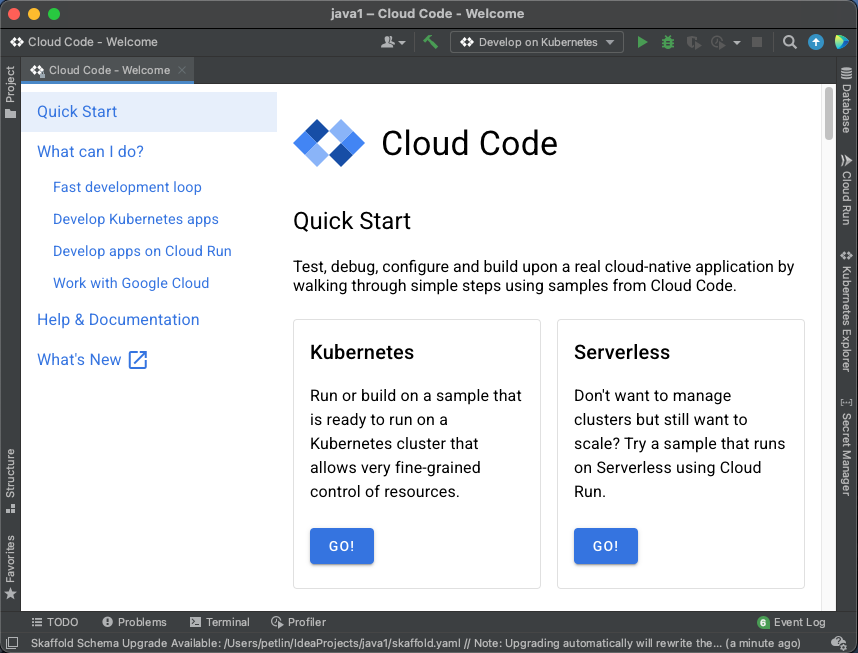 java1 – Cloud Code - Welcome
Cloud Code - Welcome
Develop on Kubernetes
Cloud Code - Welcome
Project
Structure
Favorites
Quick Start
What can I do?
Fast development loop
Develop Kubernetes apps
Develop apps on Cloud Run
Work with Google Cloud
Help & Documentation
What's New
Cloud Code
Quick Start
Test, debug, configure and build upon a real cloud-native application by
walking through simple steps using samples from Cloud Code.
Kubernetes
Run or build on a sample that
is ready to run on a
Kubernetes cluster that
allows very fine-grained
control of resources.
GO!
Serverless
Don't want to manage
clusters but still want to
scale? Try a sample that runs
on Serverless using Cloud
Run.
GO!
Database
Cloud Run
Kubernetes Explorer
Secret Manager
TODO
Problems
Terminal
Profiler
6 Event Log
Skaffold Schema Upgrade Available: /Users/petlin/IdeaProjects/java1/skaffold.yaml // Note: Upgrading automatically will rewrite the... (a minute ago)